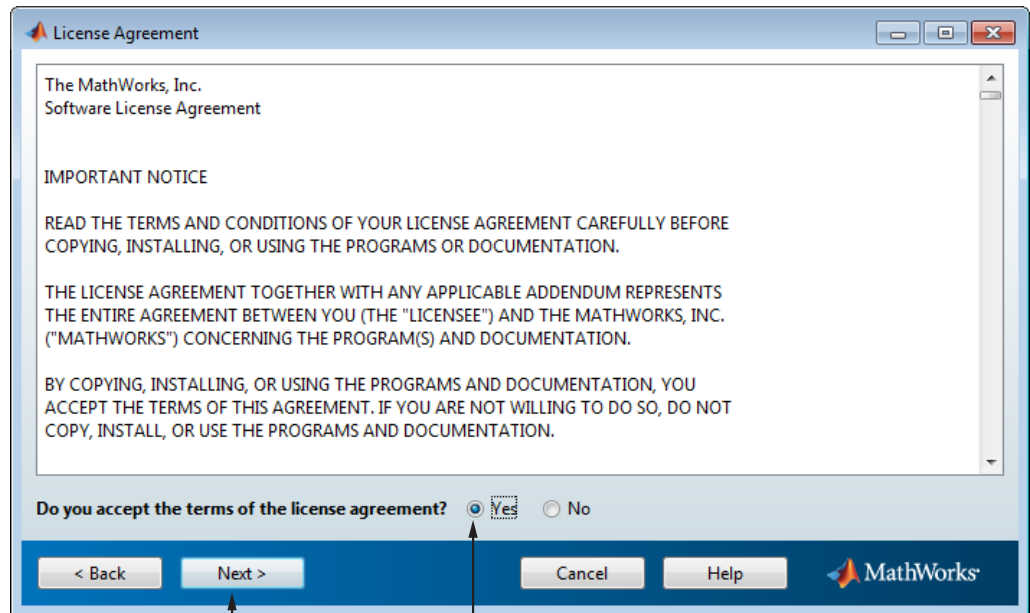 License Agreement
The MathWorks, Inc.
Software License Agreement
IMPORTANT NOTICE
READ THE TERMS AND CONDITIONS OF YOUR LICENSE AGREEMENT CAREFULLY BEFORE
COPYING, INSTALLING, OR USING THE PROGRAMS OR DOCUMENTATION.
THE LICENSE AGREEMENT TOGETHER WITH ANY APPLICABLE ADDENDUM REPRESENTS
THE ENTIRE AGREEMENT BETWEEN YOU (THE "LICENSEE") AND THE MATHWORKS, INC.
("MATHWORKS") CONCERNING THE PROGRAM(S) AND DOCUMENTATION.
BY COPYING, INSTALLING, OR USING THE PROGRAMS AND DOCUMENTATION, YOU
ACCEPT THE TERMS OF THIS AGREEMENT. IF YOU ARE NOT WILLING TO DO SO, DO NOT
COPY, INSTALL, OR USE THE PROGRAMS AND DOCUMENTATION.
Do you accept the terms of the license agreement? Yes No
< Back Next > Cancel Help MathWorks